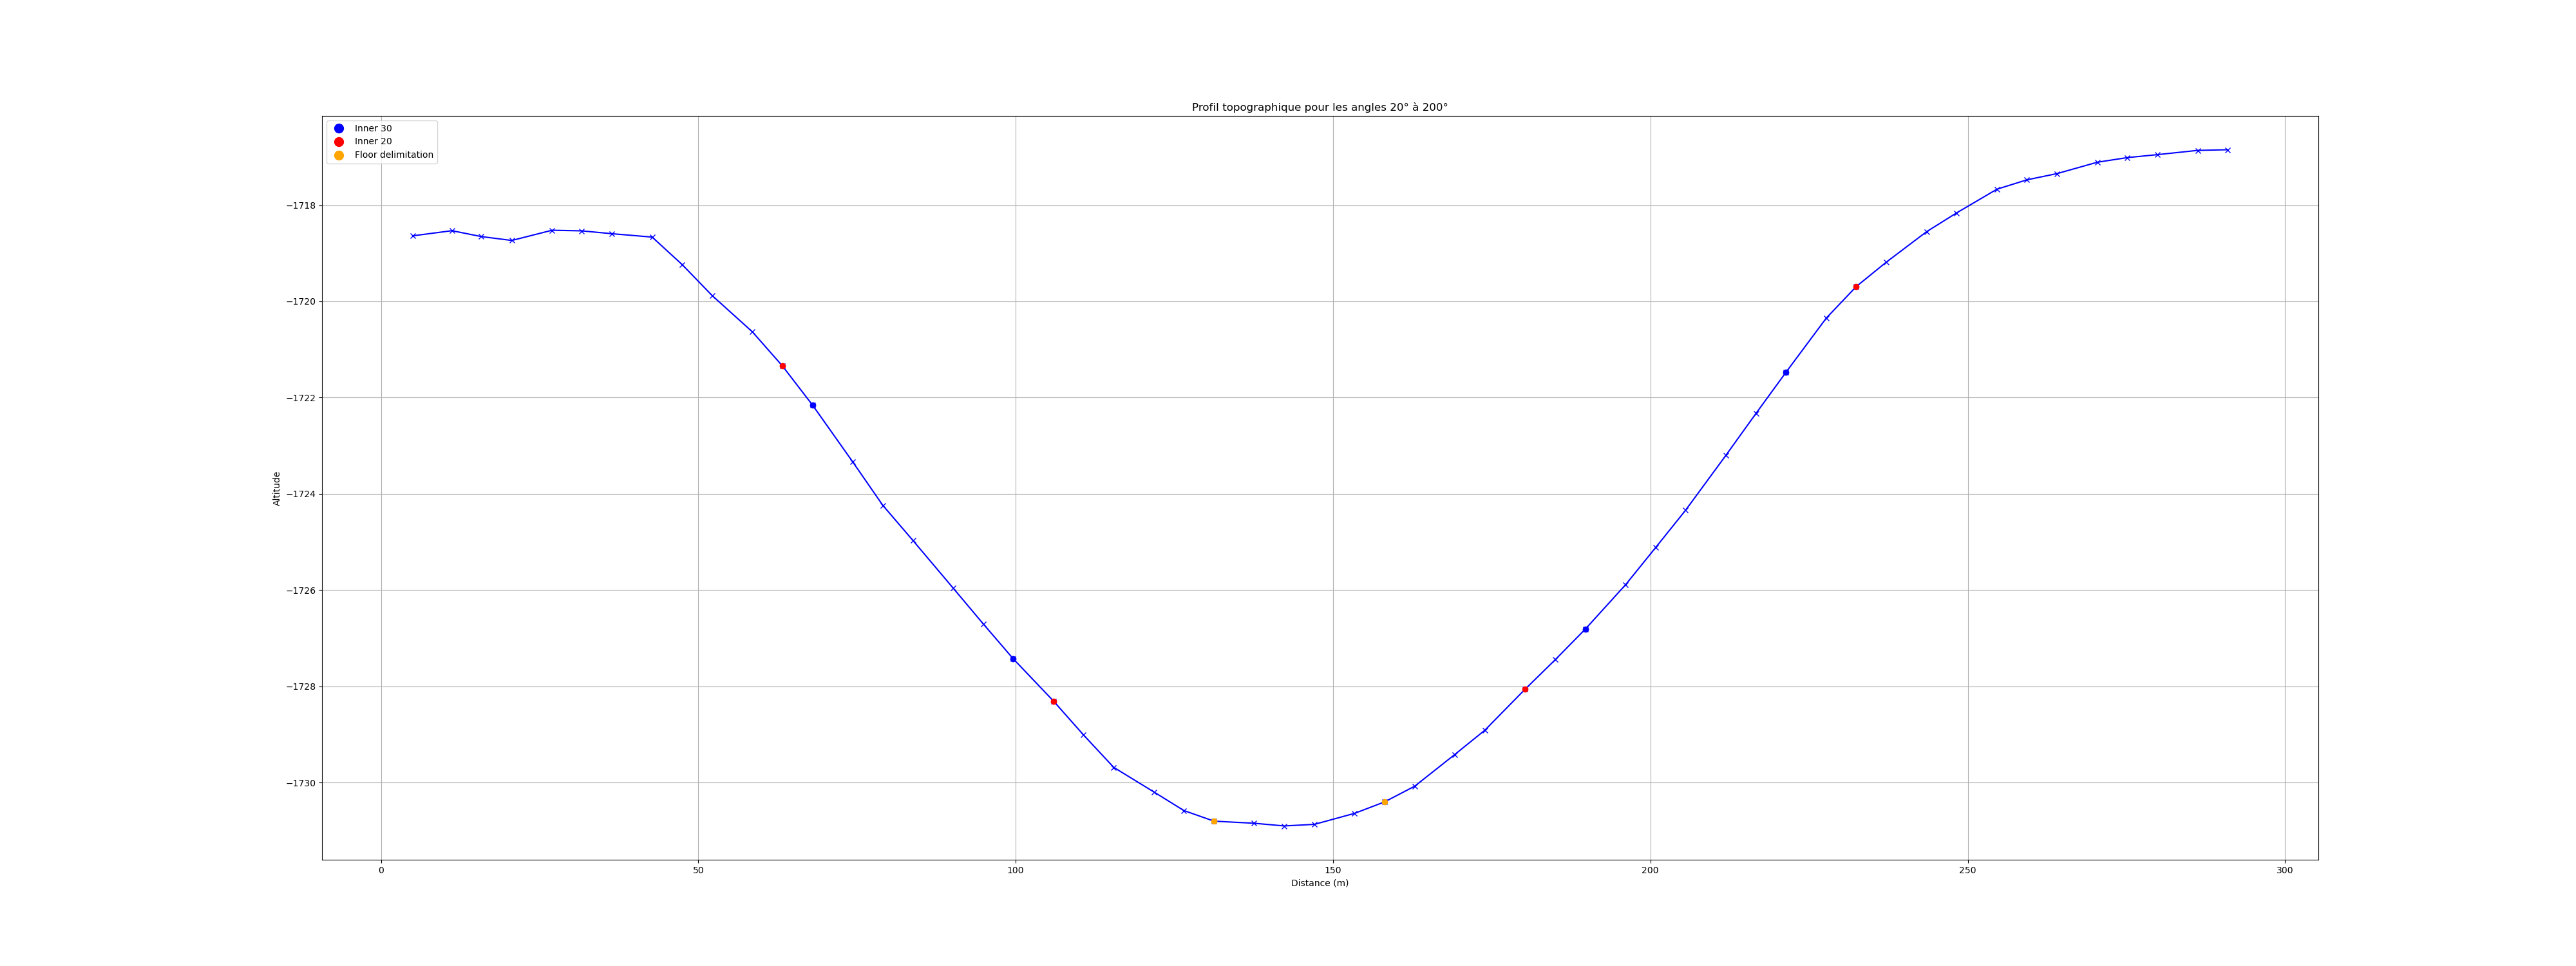 Profil topographique pour les angles 20° à 200°
Inner 30
Inner 20
Floor delimitation
−1718
−1720
−1722
−1724
−1726
−1728
−1730
Altitude
0
50
100
150
200
250
300
Distance (m)